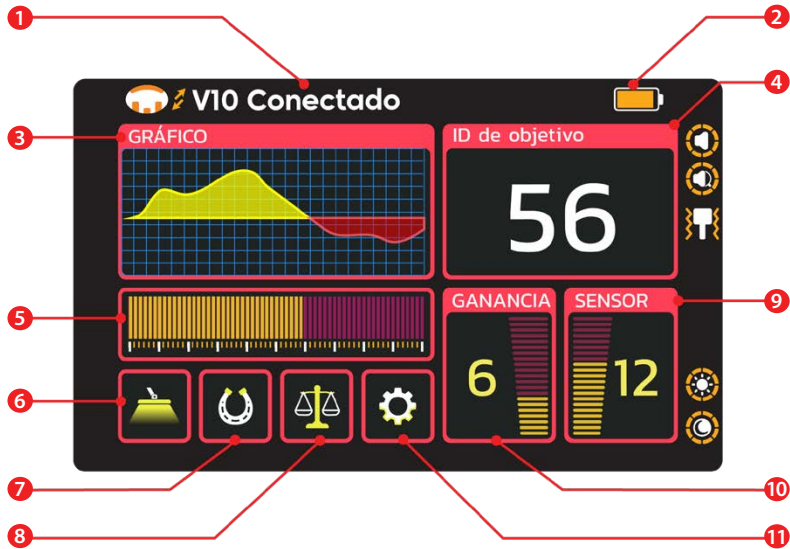 1
2
V10 Conectado
4
3
GRÁFICO
ID de objetivo
56
5
GANANCIA
SENSOR
9
6
12
6
7
10
8
11